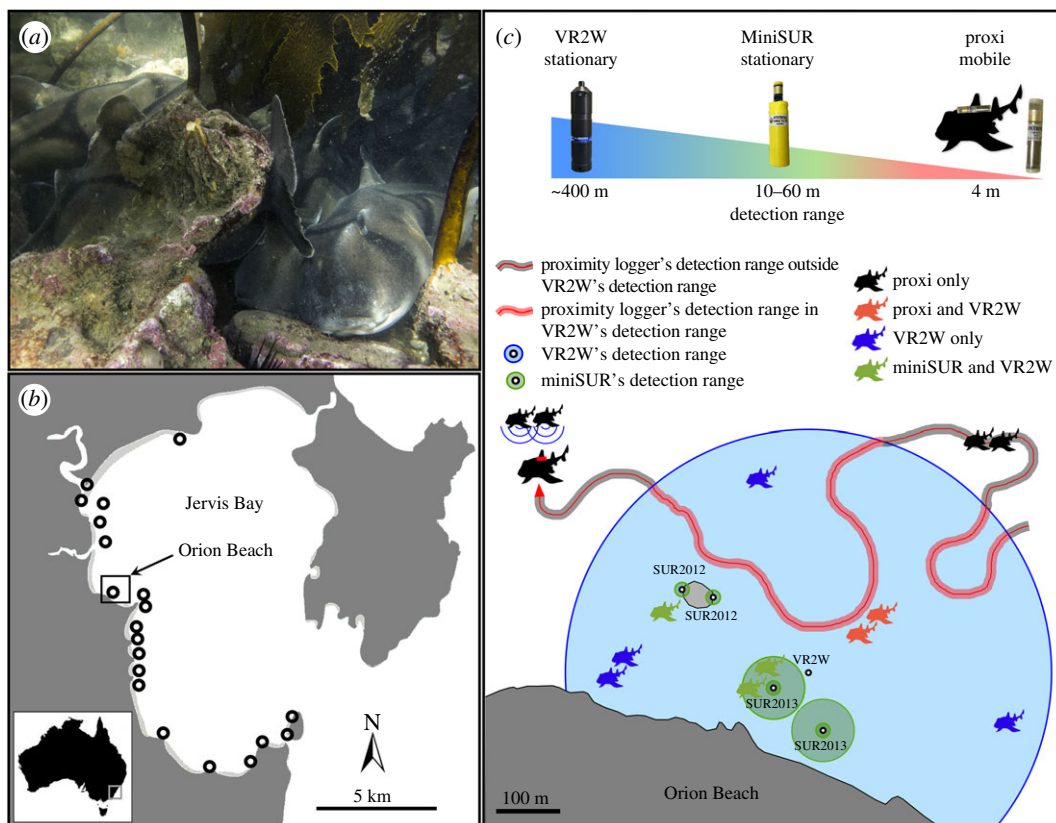 (a)
(b)
Jervis Bay
Orion Beach
N
5 km
(c)
VR2W
stationary
MiniSUR
stationary
proxi
mobile
~400 m
10–60 m
4 m
detection range
proximity logger's detection range outside
VR2W's detection range
proximity logger's detection range in
VR2W's detection range
VR2W's detection range
miniSUR's detection range
proxi only
proxi and VR2W
VR2W only
miniSUR and VR2W
SUR2012
SUR2012
VR2W
SUR2013
SUR2013
Orion Beach
100 m